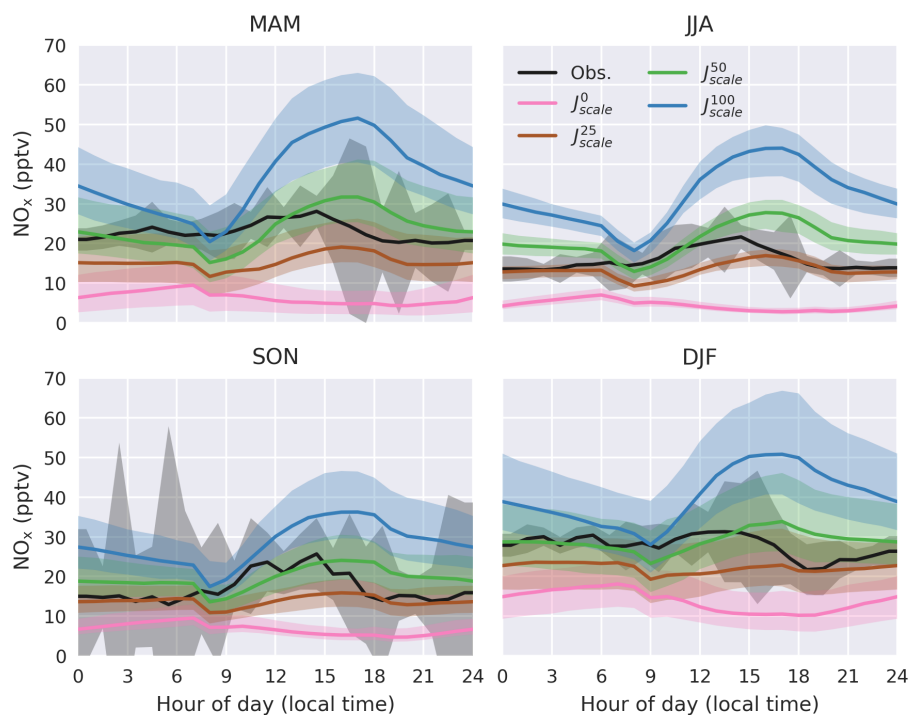 MAM
JJA
NOx (pptv)
70
60
50
40
30
20
10
0
Obs.
J^0_scale
J^25_scale
J^50_scale
J^100_scale
SON
DJF
NOx (pptv)
70
60
50
40
30
20
10
0
0 3 6 9 12 15 18 21 24
0 3 6 9 12 15 18 21 24
Hour of day (local time)
Hour of day (local time)